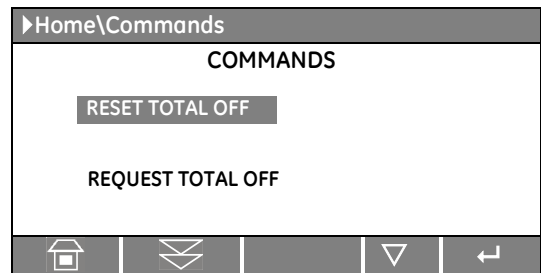 Home\Commands
COMMANDS
RESET TOTAL OFF
REQUEST TOTAL OFF